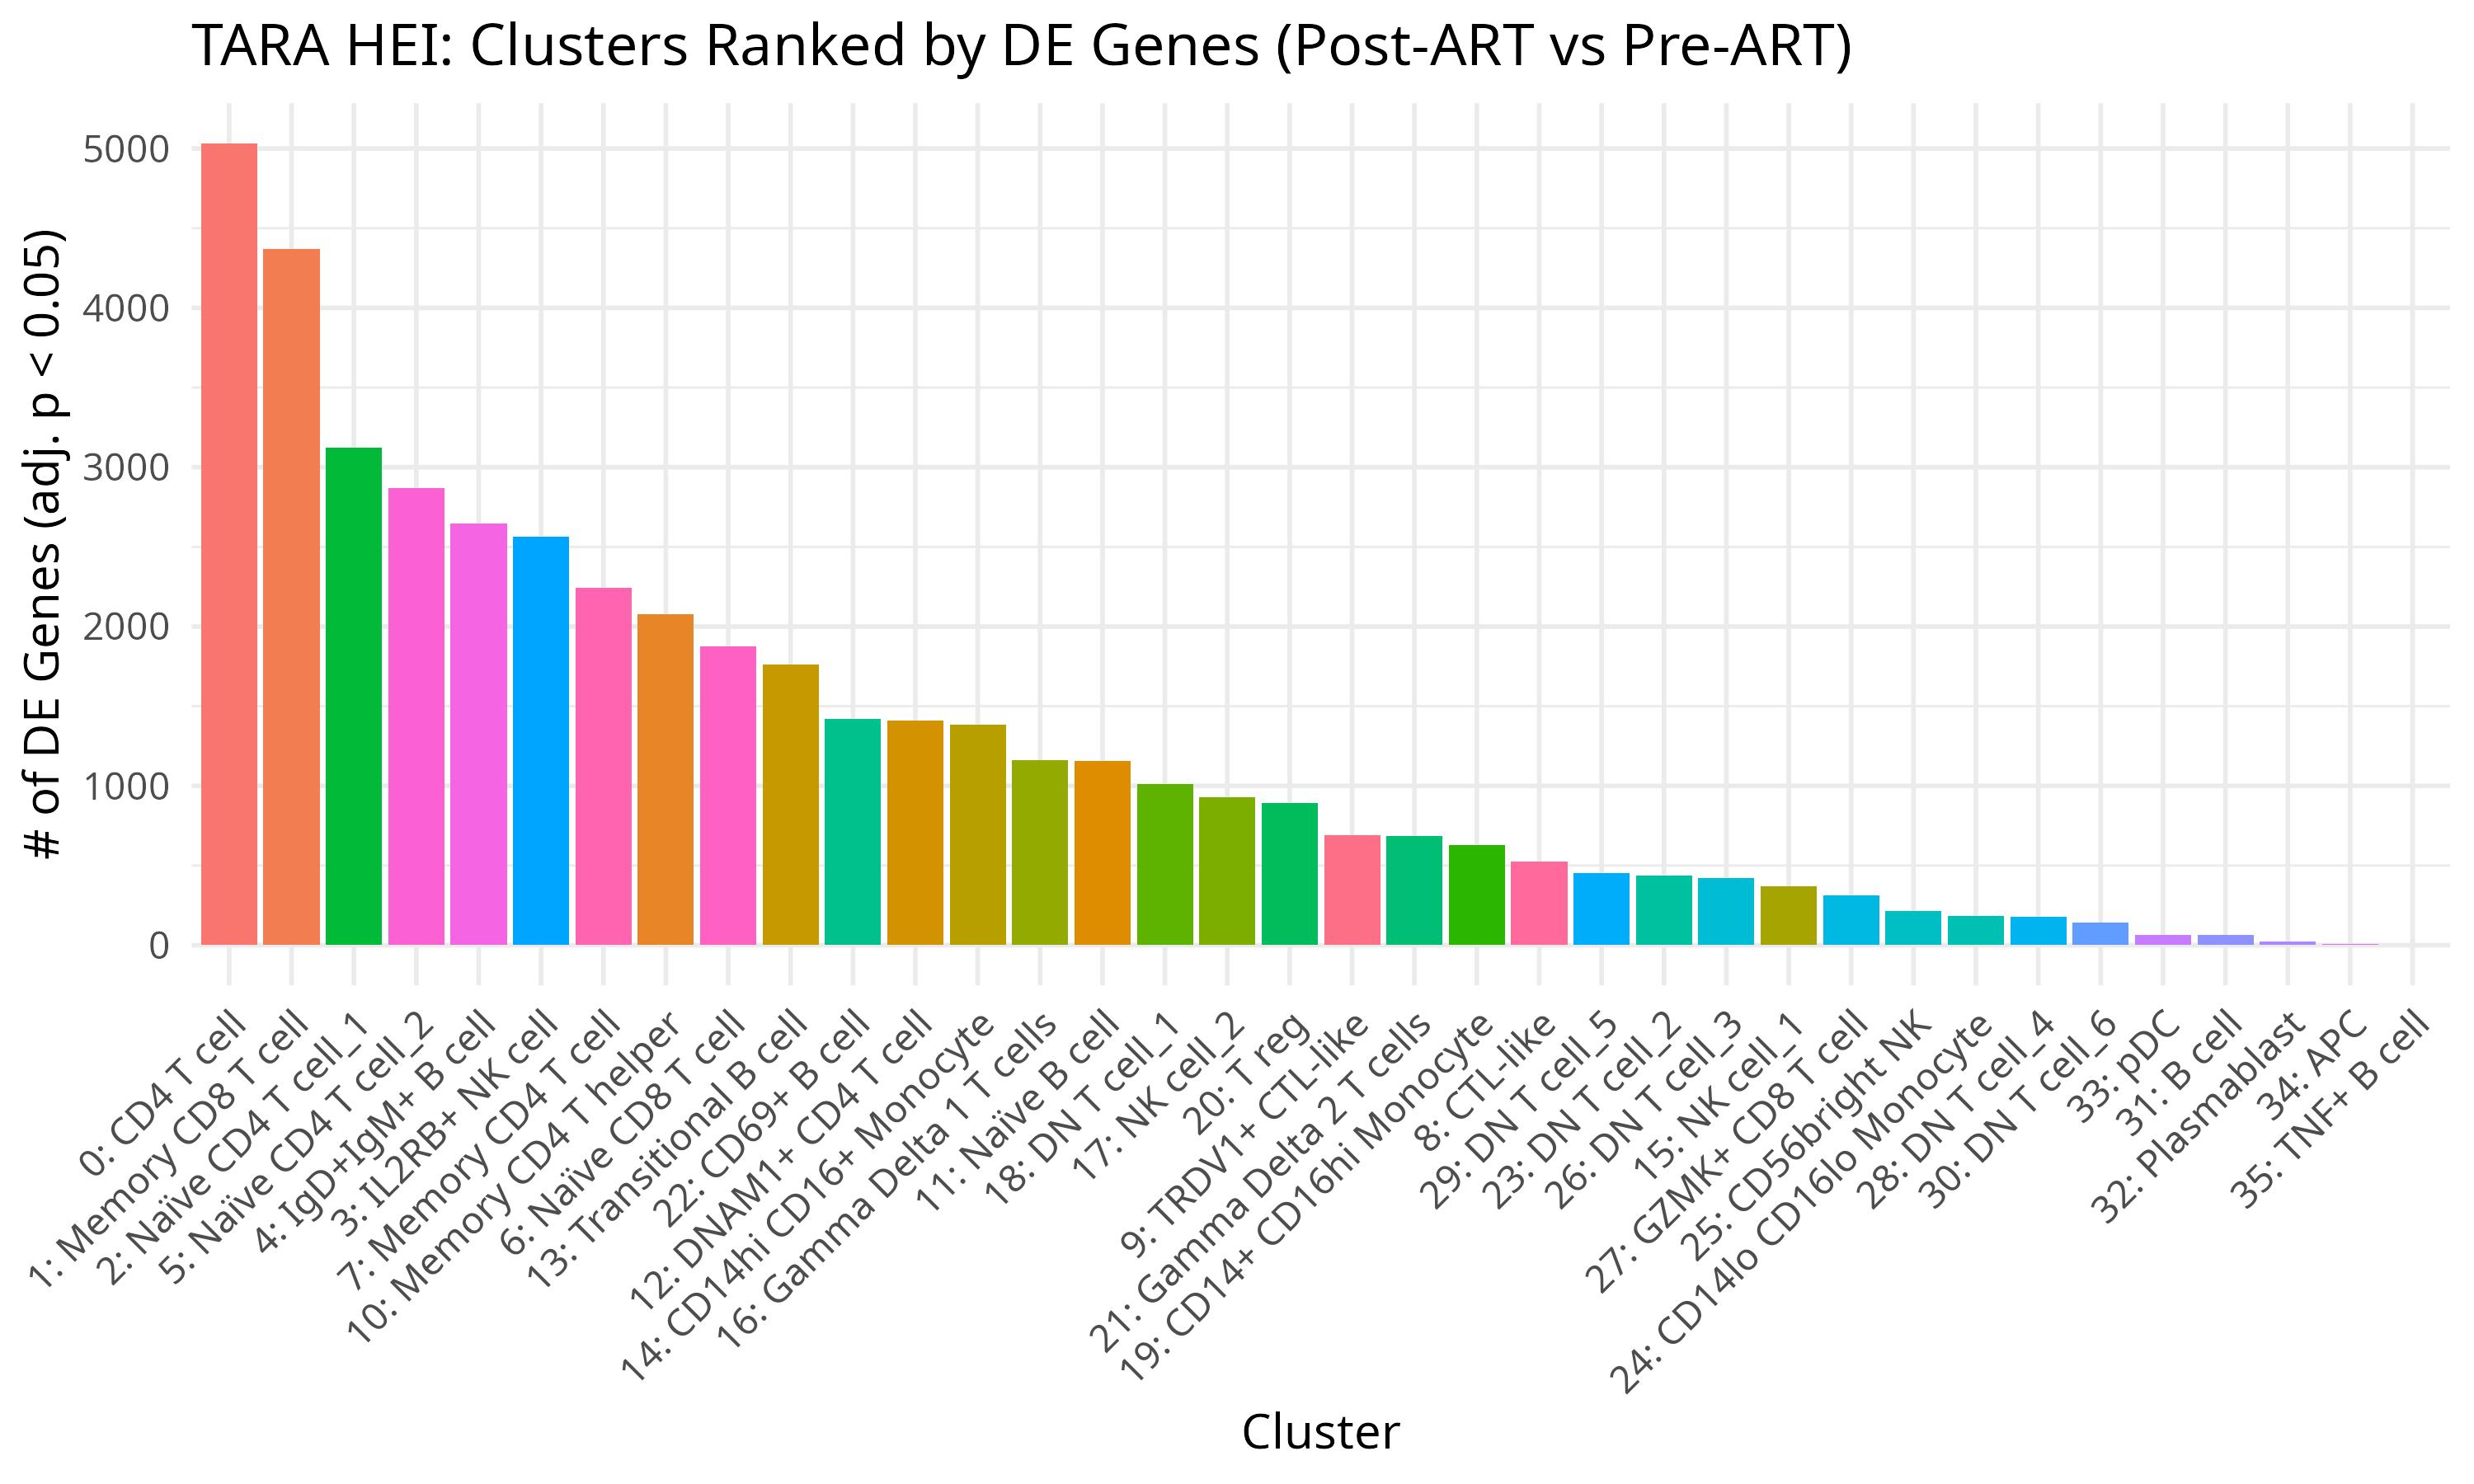 TARA HEI: Clusters Ranked by DE Genes (Post-ART vs Pre-ART)
# of DE Genes (adj. p < 0.05)
5000
4000
3000
2000
1000
0
0: CD4 T cell
1: Memory CD8 T cell
2: Naïve CD4 T cell_1
5: Naïve CD4 T cell_2
4: IgD+IgM+ B cell
3: IL2RB+ NK cell
7: Memory CD4 T cell
10: Memory CD4 T helper
6: Naïve CD8 T cell
13: Transitional B cell
22: CD69+ B cell
12: DNAM1+ CD4 T cell
14: CD14hi CD16+ Monocyte
16: Gamma Delta 1 T cells
11: Naïve B cell
18: DN T cell_1
17: NK cell_2
20: T reg
9: TRDV1+ CTL-like
21: Gamma Delta 2 T cells
19: CD14+ CD16hi Monocyte
8: CTL-like
29: DN T cell_5
23: DN T cell_2
26: DN T cell_3
15: NK cell_1
27: GZMK+ CD8 T cell
25: CD56bright NK
24: CD14lo CD16lo Monocyte
28: DN T cell_4
30: DN T cell_6
33: pDC
31: B cell
32: Plasmablast
34: APC
35: TNF+ B cell
Cluster